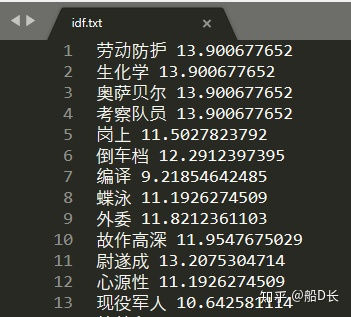 idf.txt
1 劳动防护 13.900677652
2 生化学 13.900677652
3 奥萨贝尔 13.900677652
4 考察队员 13.900677652
5 岗上 11.5027823792
6 倒车档 12.2912397395
7 编译 9.21854642485
8 蝶泳 11.1926274509
9 外委 11.8212361103
10 故作高深 11.9547675029
11 尉遂成 13.2075304714
12 心源性 11.1926274509
13 现役军人 10.642581114
知乎 @船D长